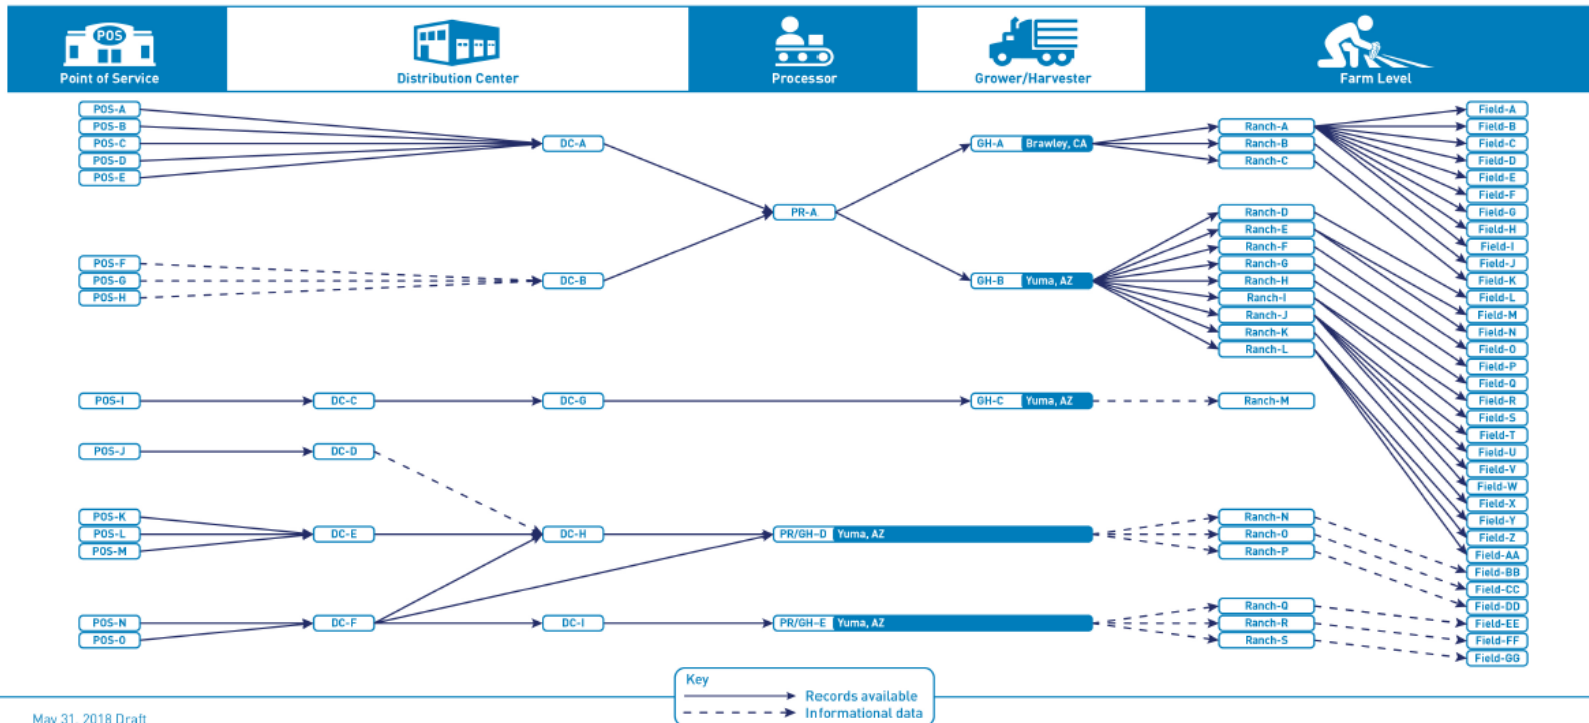 POS
Point of Service
Distribution Center
Processor
Grower/Harvester
Farm Level
POS-A
POS-B
POS-C
POS-D
POS-E
POS-F
POS-G
POS-H
POS-I
POS-J
POS-K
POS-L
POS-M
POS-N
POS-O
DC-C
DC-D
DC-E
DC-F
DC-A
DC-B
DC-G
DC-H
DC-I
PR-A
PR/GH-D Yuma, AZ
PR/GH-E Yuma, AZ
GH-A Brawley, CA
GH-B Yuma, AZ
GH-C Yuma, AZ
Ranch-A
Ranch-B
Ranch-C
Ranch-D
Ranch-E
Ranch-F
Ranch-G
Ranch-H
Ranch-I
Ranch-J
Ranch-K
Ranch-L
Ranch-M
Ranch-N
Ranch-O
Ranch-P
Ranch-Q
Ranch-R
Ranch-S
Field-A
Field-B
Field-C
Field-D
Field-E
Field-F
Field-G
Field-H
Field-I
Field-J
Field-K
Field-L
Field-M
Field-N
Field-O
Field-P
Field-Q
Field-R
Field-S
Field-T
Field-U
Field-V
Field-W
Field-X
Field-Y
Field-Z
Field-AA
Field-BB
Field-CC
Field-DD
Field-EE
Field-FF
Field-GG
Key
Records available
Informational data
May 31, 2018 Draft